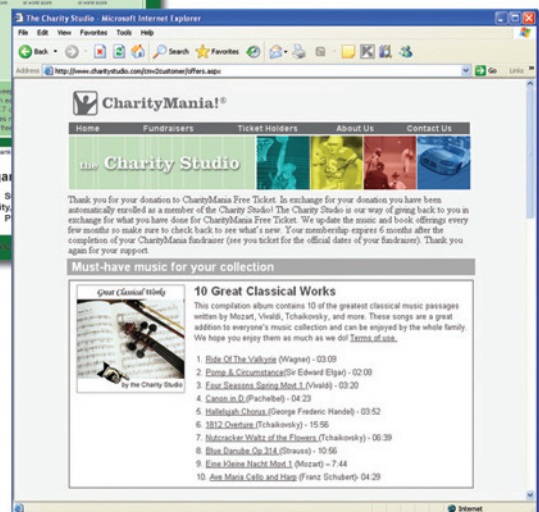 The Charity Studio - Microsoft Internet Explorer
File Edit View Favorites Tools Help
Back Search Favorites
Address http://www.charitystudio.com/cmv2customer/offers.aspx Go Links
CharityMania!®
Home Fundraisers Ticket Holders About Us Contact Us
the Charity Studio
Thank you for your donation to CharityMania Free Ticket. In exchange for your donation you have been
automatically enrolled as a member of the Charity Studio! The Charity Studio is our way of giving back to you in
exchange for what you have done for CharityMania Free Ticket. We update the music and book offerings every
few months so make sure to check back to see what's new. Your membership expires 6 months after the
completion of your CharityMania fundraiser (see you ticket for the official dates of your fundraiser). Thank you
again for your support.
Must-have music for your collection
Great Classical Works
by the Charity Studio
10 Great Classical Works
This compilation album contains 10 of the greatest classical music passages
written by Mozart, Vivaldi, Tchaikovsky, and more. These songs are a great
addition to everyone's music collection and can be enjoyed by the whole family.
We hope you enjoy them as much as we do! Terms of use.
1. Ride Of The Valkyrie (Wagner) - 03:09
2. Pomp & Circumstance(Sir Edward Elgar) - 02:08
3. Four Seasons Spring Movt 1 (Vivaldi) - 03:20
4. Canon in D (Pachelbel) - 04:23
5. Hallelujah Chorus (George Frederic Handel) - 03:52
6. 1812 Overture (Tchaikovsky) - 15:56
7. Nutcracker Waltz of the Flowers (Tchaikovsky) - 06:39
8. Blue Danube Op.314 (Strauss) - 10:56
9. Eine Kleine Nacht Movt 1 (Mozart) – 7:44
10. Ave Maria Cello and Harp (Franz Schubert)- 04:29
Internet